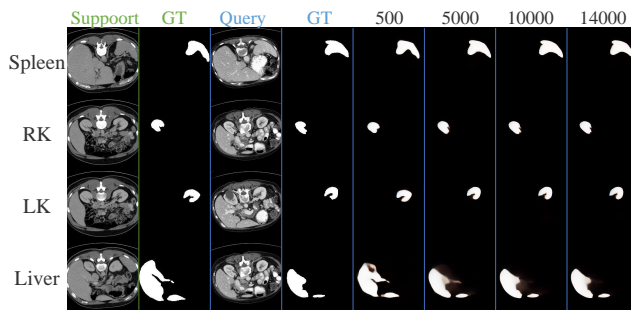 Suppoort GT Query GT 500 5000 10000 14000
Spleen
RK
LK
Liver